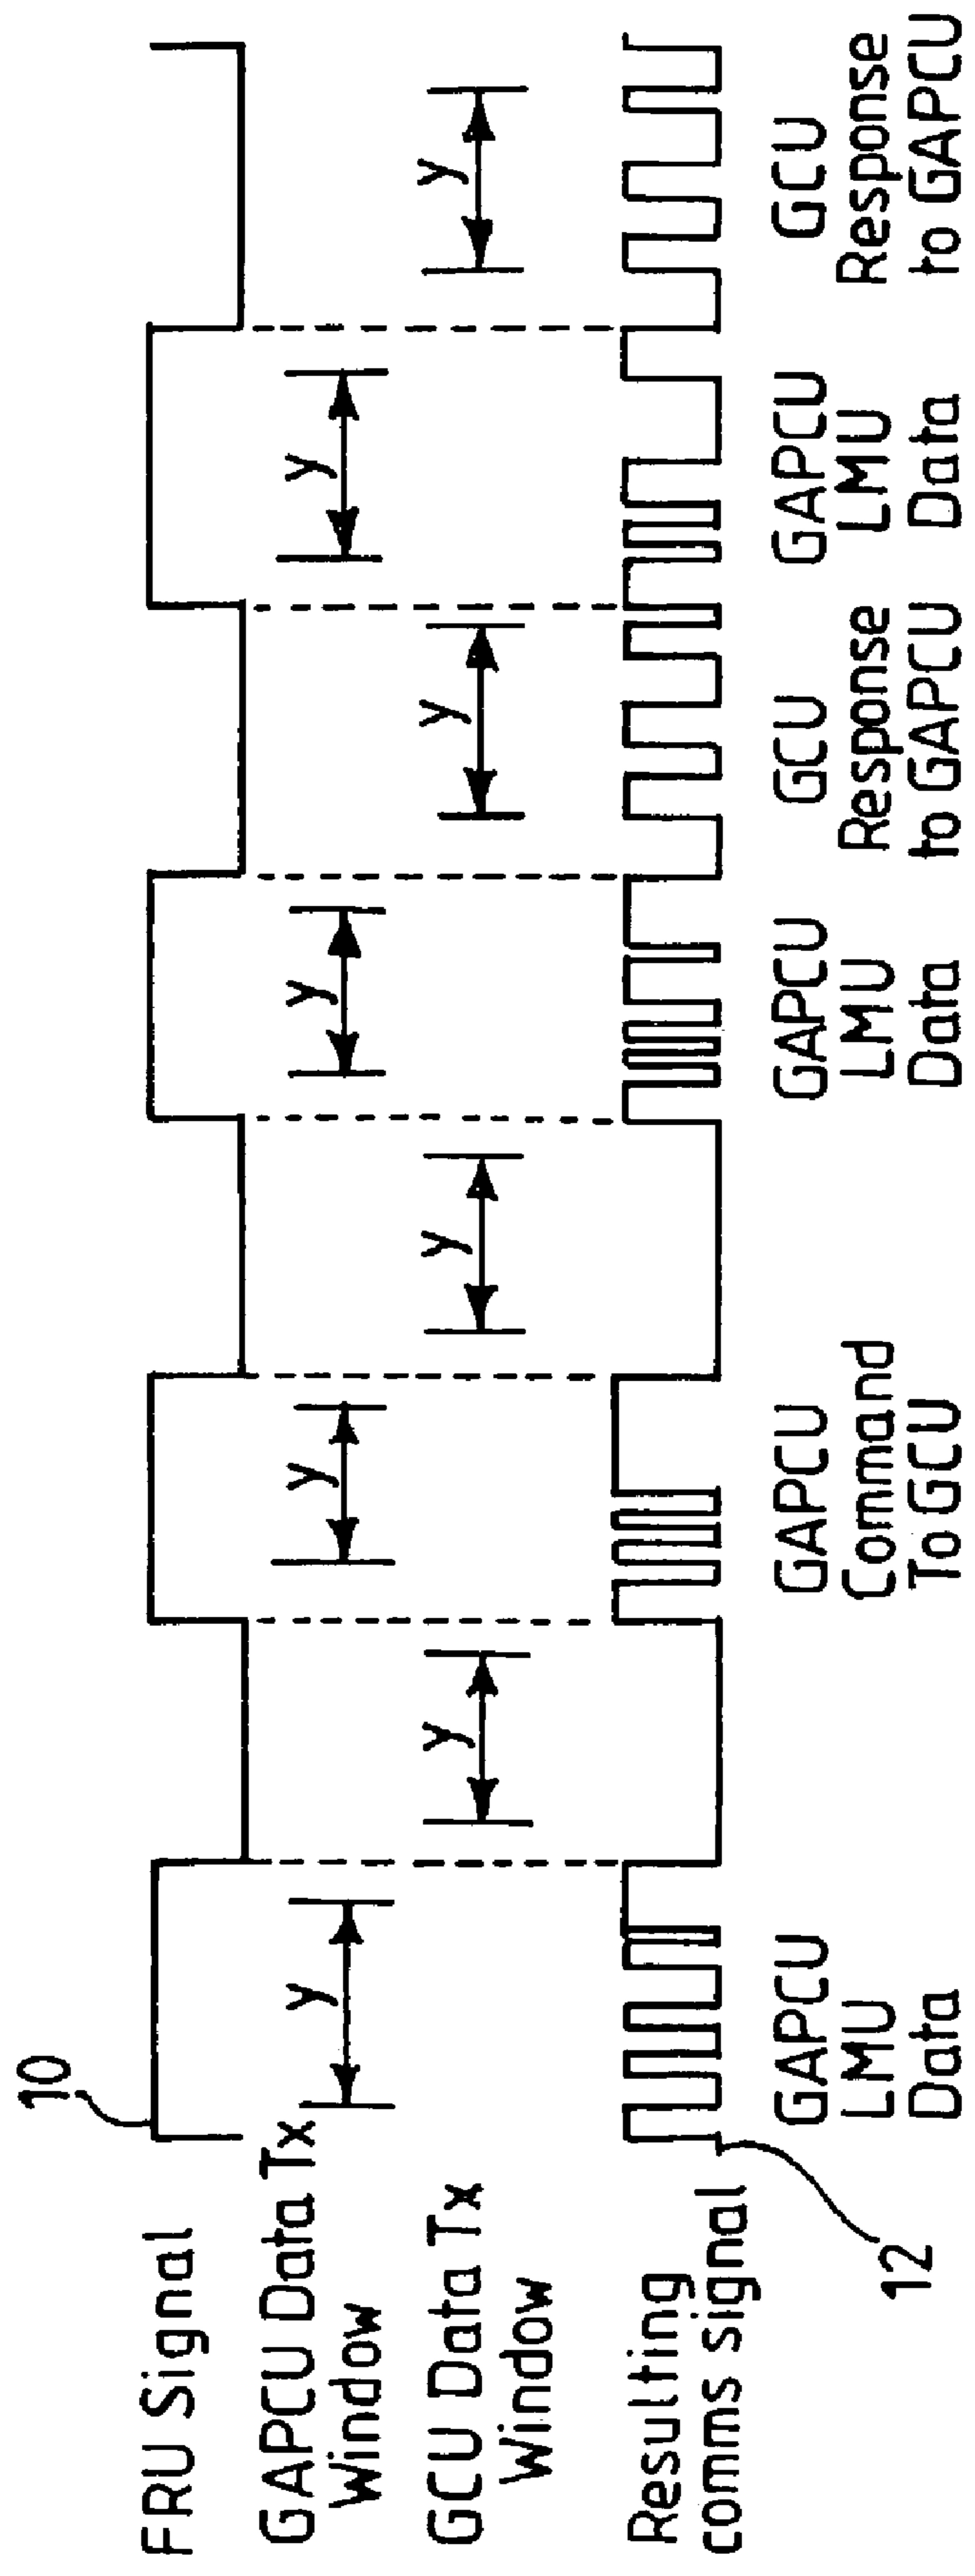 10
FRU Signal
GAPCU Data Tx
Window
y
y
y
y
GCU Data Tx
Window
y
y
y
y
Resulting
comms signal
12
GAPCU
LMU
Data
GAPCU
Command
To GCU
GAPCU
LMU
Data
GCU
Response
to GAPCU
GAPCU
LMU
Data
GCU
Response
to GAPCU